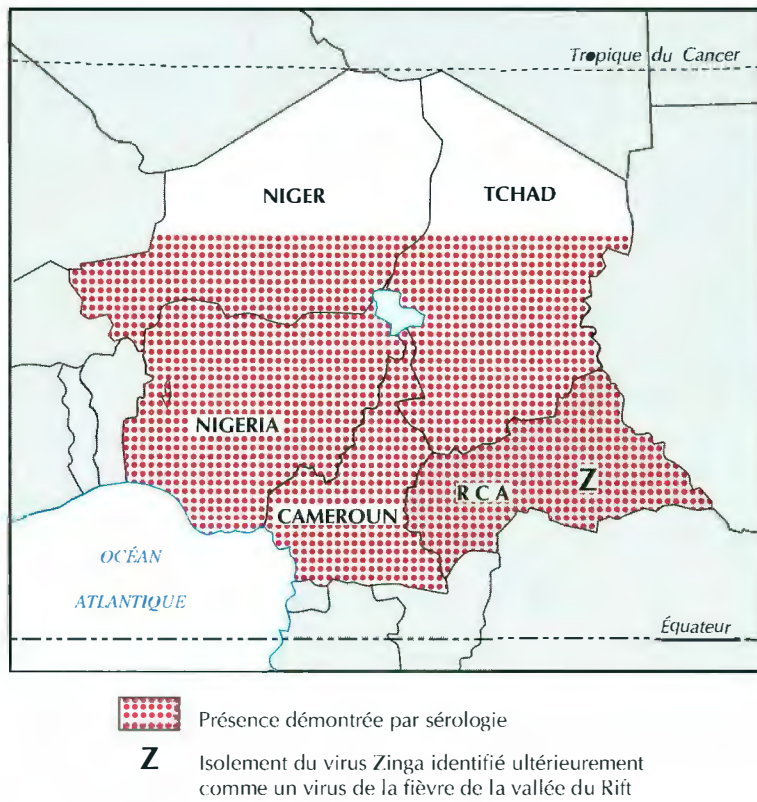 Tropique du Cancer
NIGER
TCHAD
NIGERIA
R C A
Z
CAMEROUN
OCÉAN
ATLANTIQUE
Équateur
Présence démontrée par sérologie
Z Isolement du virus Zinga identifié ultérieurement
comme un virus de la fièvre de la vallée du Rift